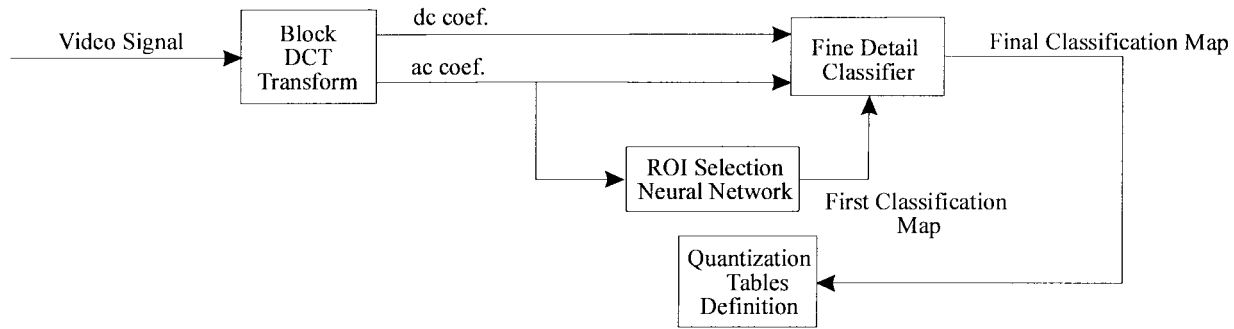 Video Signal
Block
DCT
Transform
dc coef.
ac coef.
Fine Detail
Classifier
Final Classification Map
ROI Selection
Neural Network
First Classification
Map
Quantization
Tables
Definition